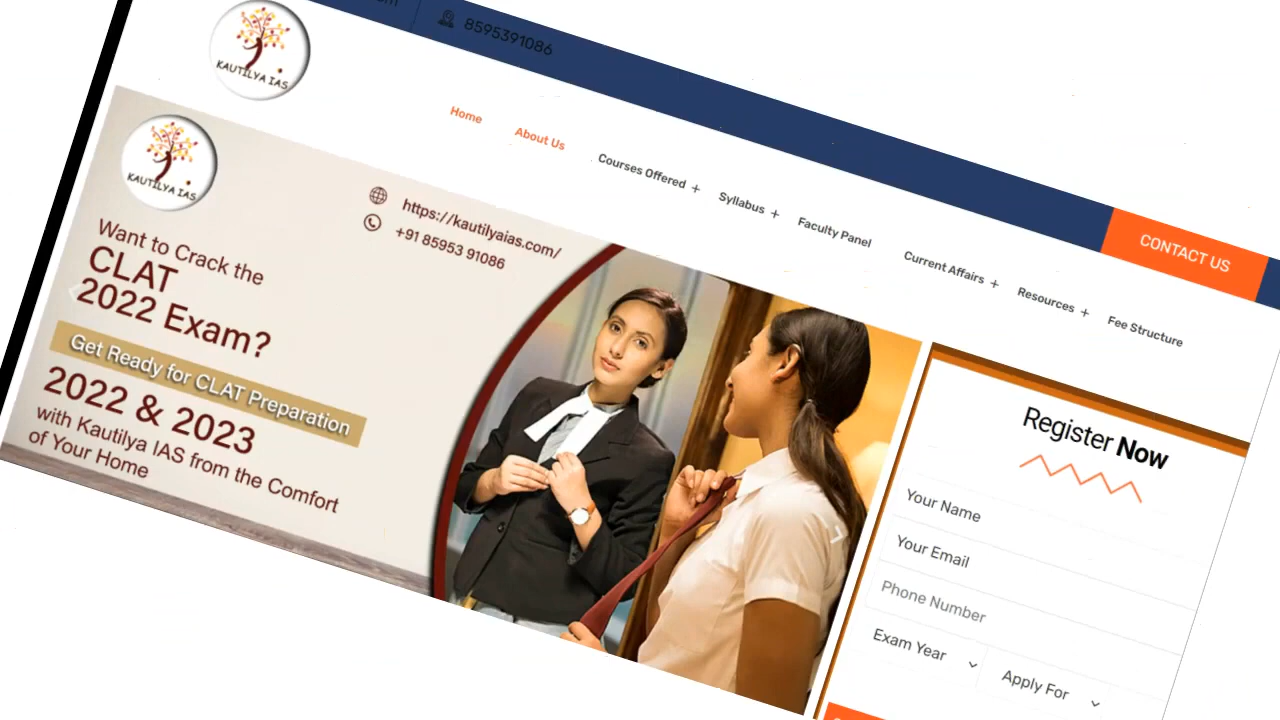 8595391086
KAUTILYA IAS
Home
About Us
Courses Offered +
Syllabus +
Faculty Panel
Current Affairs +
Resources +
Fee Structure
CONTACT US
KAUTILYA IAS
https://kautilyaias.com/
+91 85953 91086
Want to Crack the
CLAT
2022 Exam?
Get Ready for CLAT Preparation
2022 & 2023
with Kautilya IAS from the Comfort
of Your Home
Register Now
Your Name
Your Email
Phone Number
Exam Year
Apply For